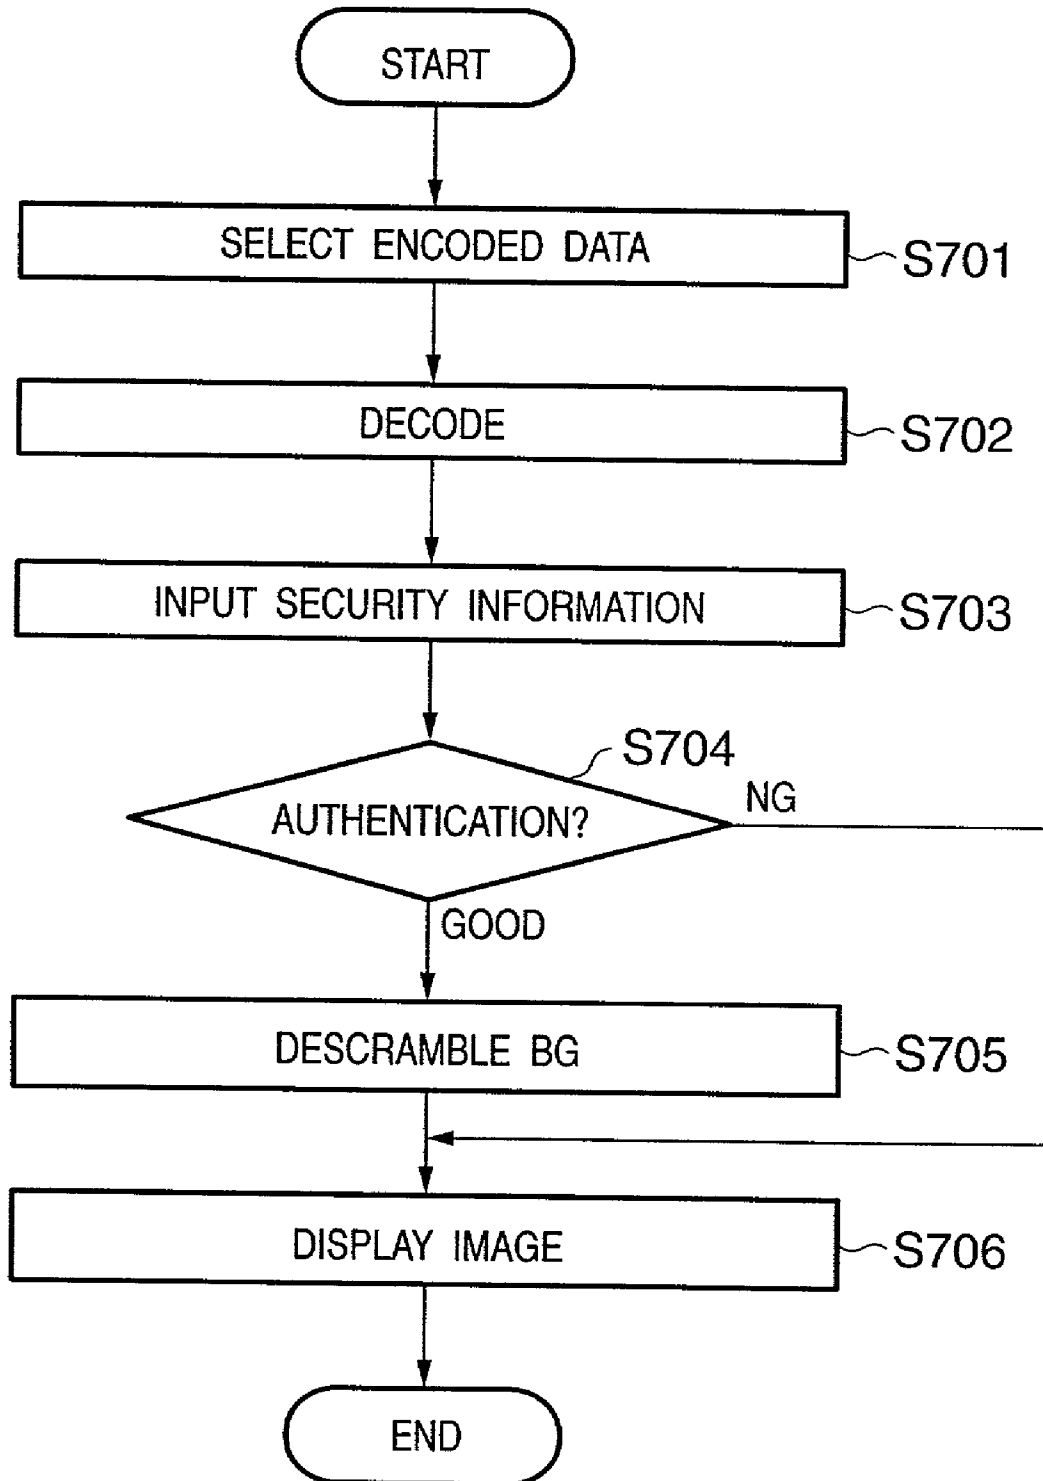 START
SELECT ENCODED DATA
S701
DECODE
S702
INPUT SECURITY INFORMATION
S703
S704
AUTHENTICATION?
NG
GOOD
DESCRAMBLE BG
S705
DISPLAY IMAGE
S706
END